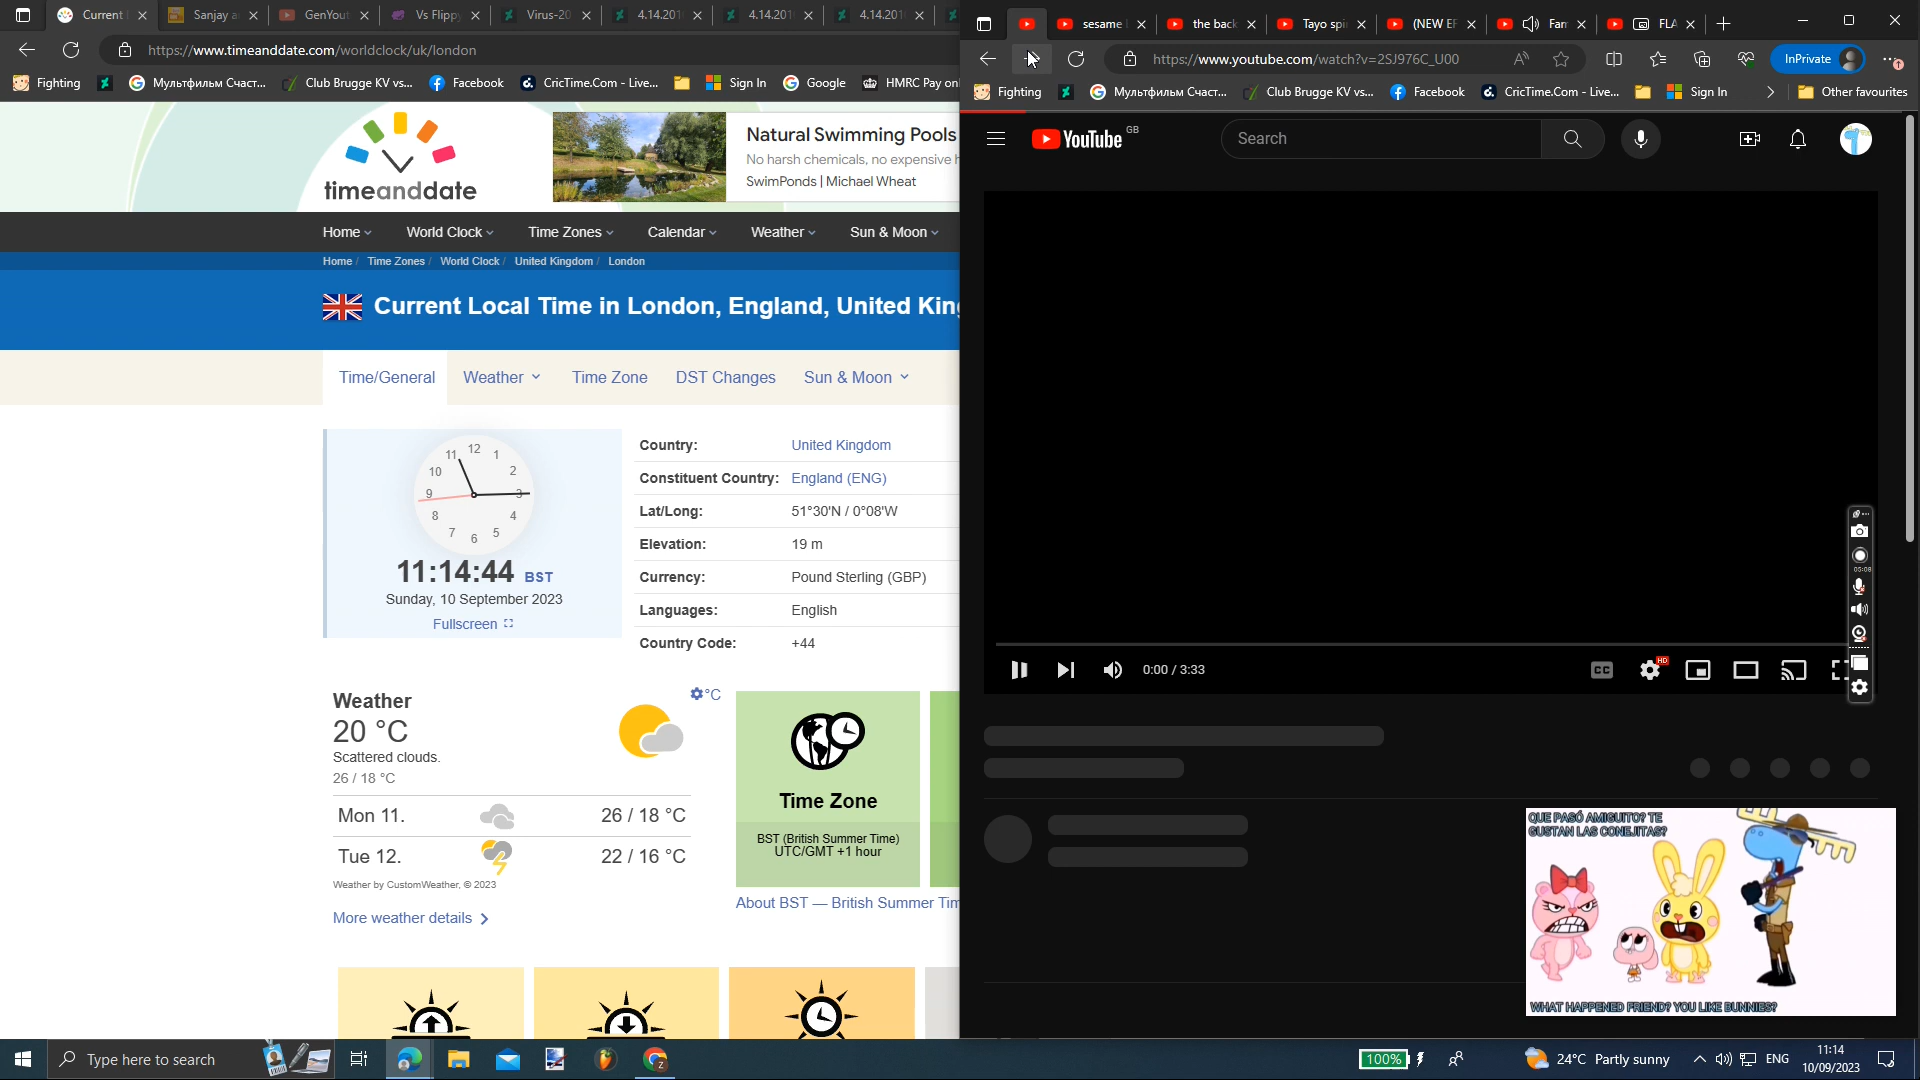 Current
Sanjay a
GenYout
Vs Flippy
Virus-20
4.14.201
4.14.201
4.14.201
https://www.timeanddate.com/worldclock/uk/london
Fighting
Мультфильм Счаст...
Club Brugge KV vs...
Facebook
CricTime.Com - Live...
Sign In
Google
HMRC Pay onl
timeanddate
Natural Swimming Pools
No harsh chemicals, no expensive
SwimPonds | Michael Wheat
Home
World Clock
Time Zones
Calendar
Weather
Sun & Moon
Home / Time Zones / World Clock / United Kingdom / London
Current Local Time in London, England, United King
Time/General
Weather
Time Zone
DST Changes
Sun & Moon
12
1
2
3
4
5
6
7
8
9
10
11
11:14:44 BST
Sunday, 10 September 2023
Fullscreen
Country: United Kingdom
Constituent Country: England (ENG)
Lat/Long: 51°30'N / 0°08'W
Elevation: 19 m
Currency: Pound Sterling (GBP)
Languages: English
Country Code: +44
Weather
°C
20 °C
Scattered clouds.
26 / 18 °C
Mon 11. 26 / 18 °C
Tue 12. 22 / 16 °C
Weather by CustomWeather, © 2023
More weather details
Time Zone
BST (British Summer Time)
UTC/GMT +1 hour
About BST — British Summer Tim
sesame
the back
Tayo spi
(NEW EP
Fam
FLA
https://www.youtube.com/watch?v=2SJ976C_U00
InPrivate
Fighting
Мультфильм Счаст...
Club Brugge KV vs...
Facebook
CricTime.Com - Live...
Sign In
Other favourites
YouTube GB
Search
05:08
0:00 / 3:33
CC
HD
QUE PASÓ AMIGUITO? TE
GUSTAN LAS CONEJITAS?
WHAT HAPPENED FRIEND? YOU LIKE BUNNIES?
Type here to search
100%
24°C Partly sunny
ENG
11:14
10/09/2023